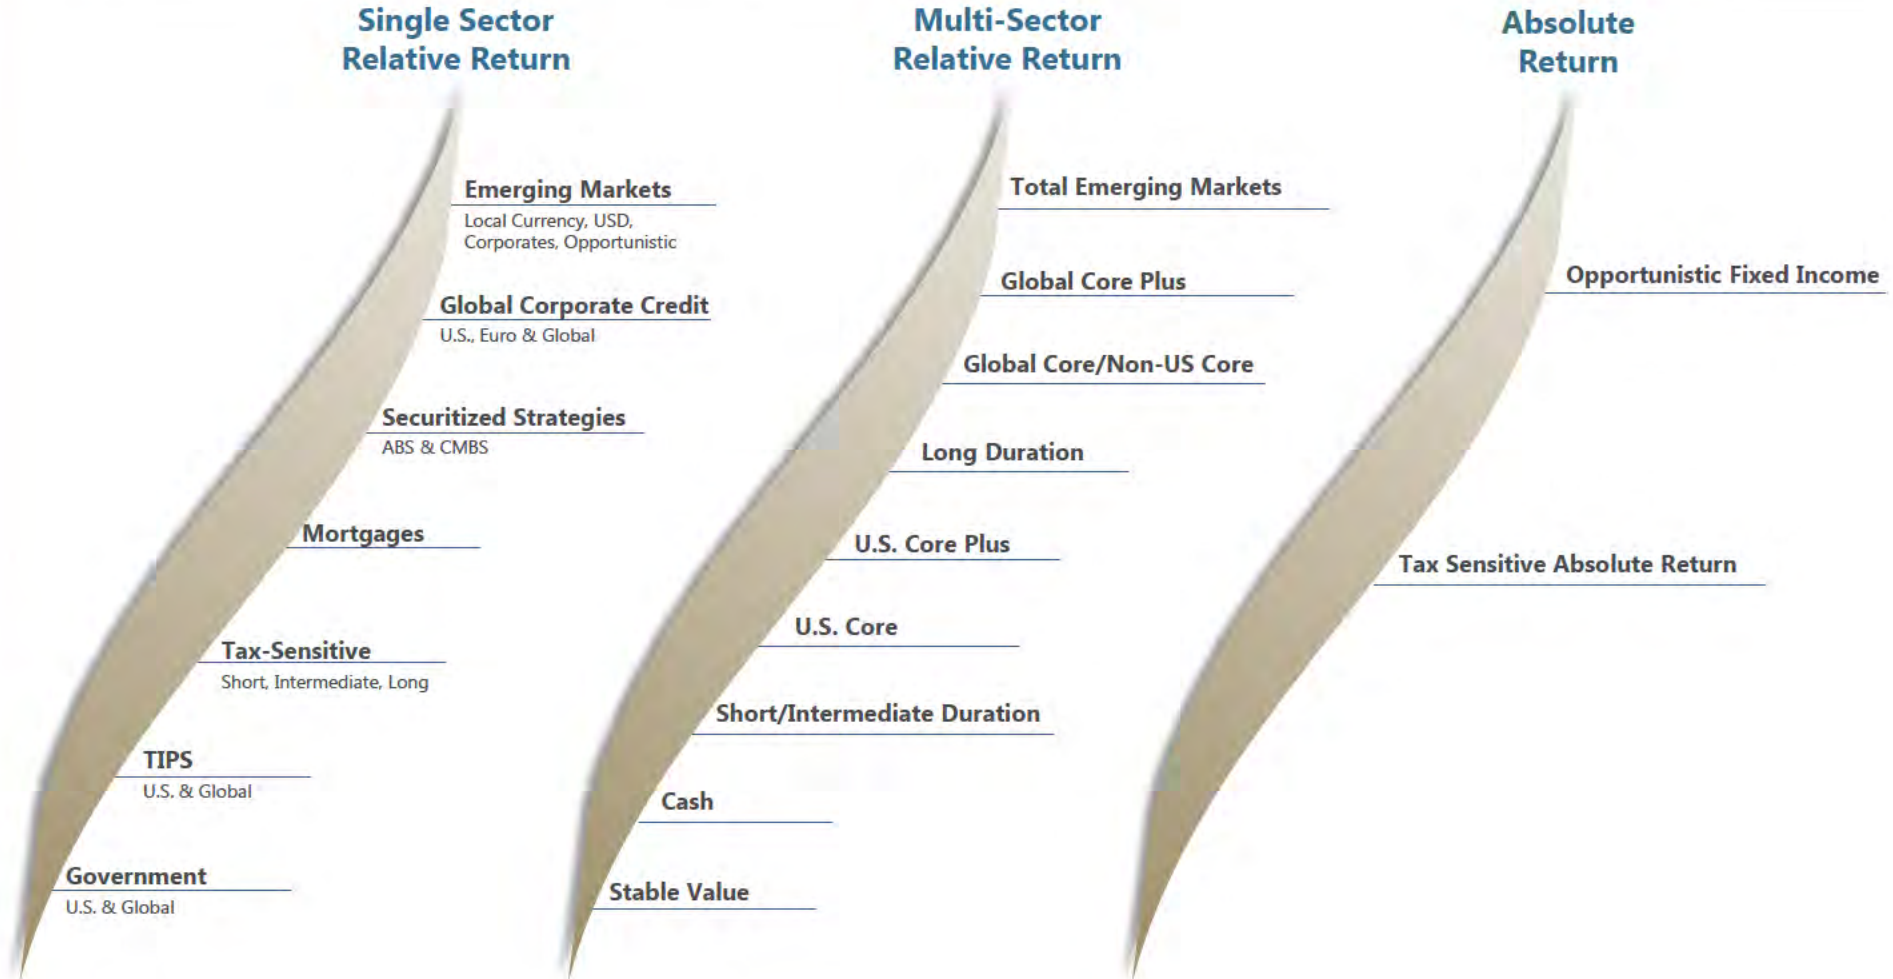 Single Sector
Relative Return
Emerging Markets
Local Currency, USD,
Corporates, Opportunistic
Global Corporate Credit
U.S., Euro & Global
Securitized Strategies
ABS & CMBS
Mortgages
Tax-Sensitive
Short, Intermediate, Long
TIPS
U.S. & Global
Government
U.S. & Global
Multi-Sector
Relative Return
Total Emerging Markets
Global Core Plus
Global Core/Non-US Core
Long Duration
U.S. Core Plus
U.S. Core
Short/Intermediate Duration
Cash
Stable Value
Absolute
Return
Opportunistic Fixed Income
Tax Sensitive Absolute Return